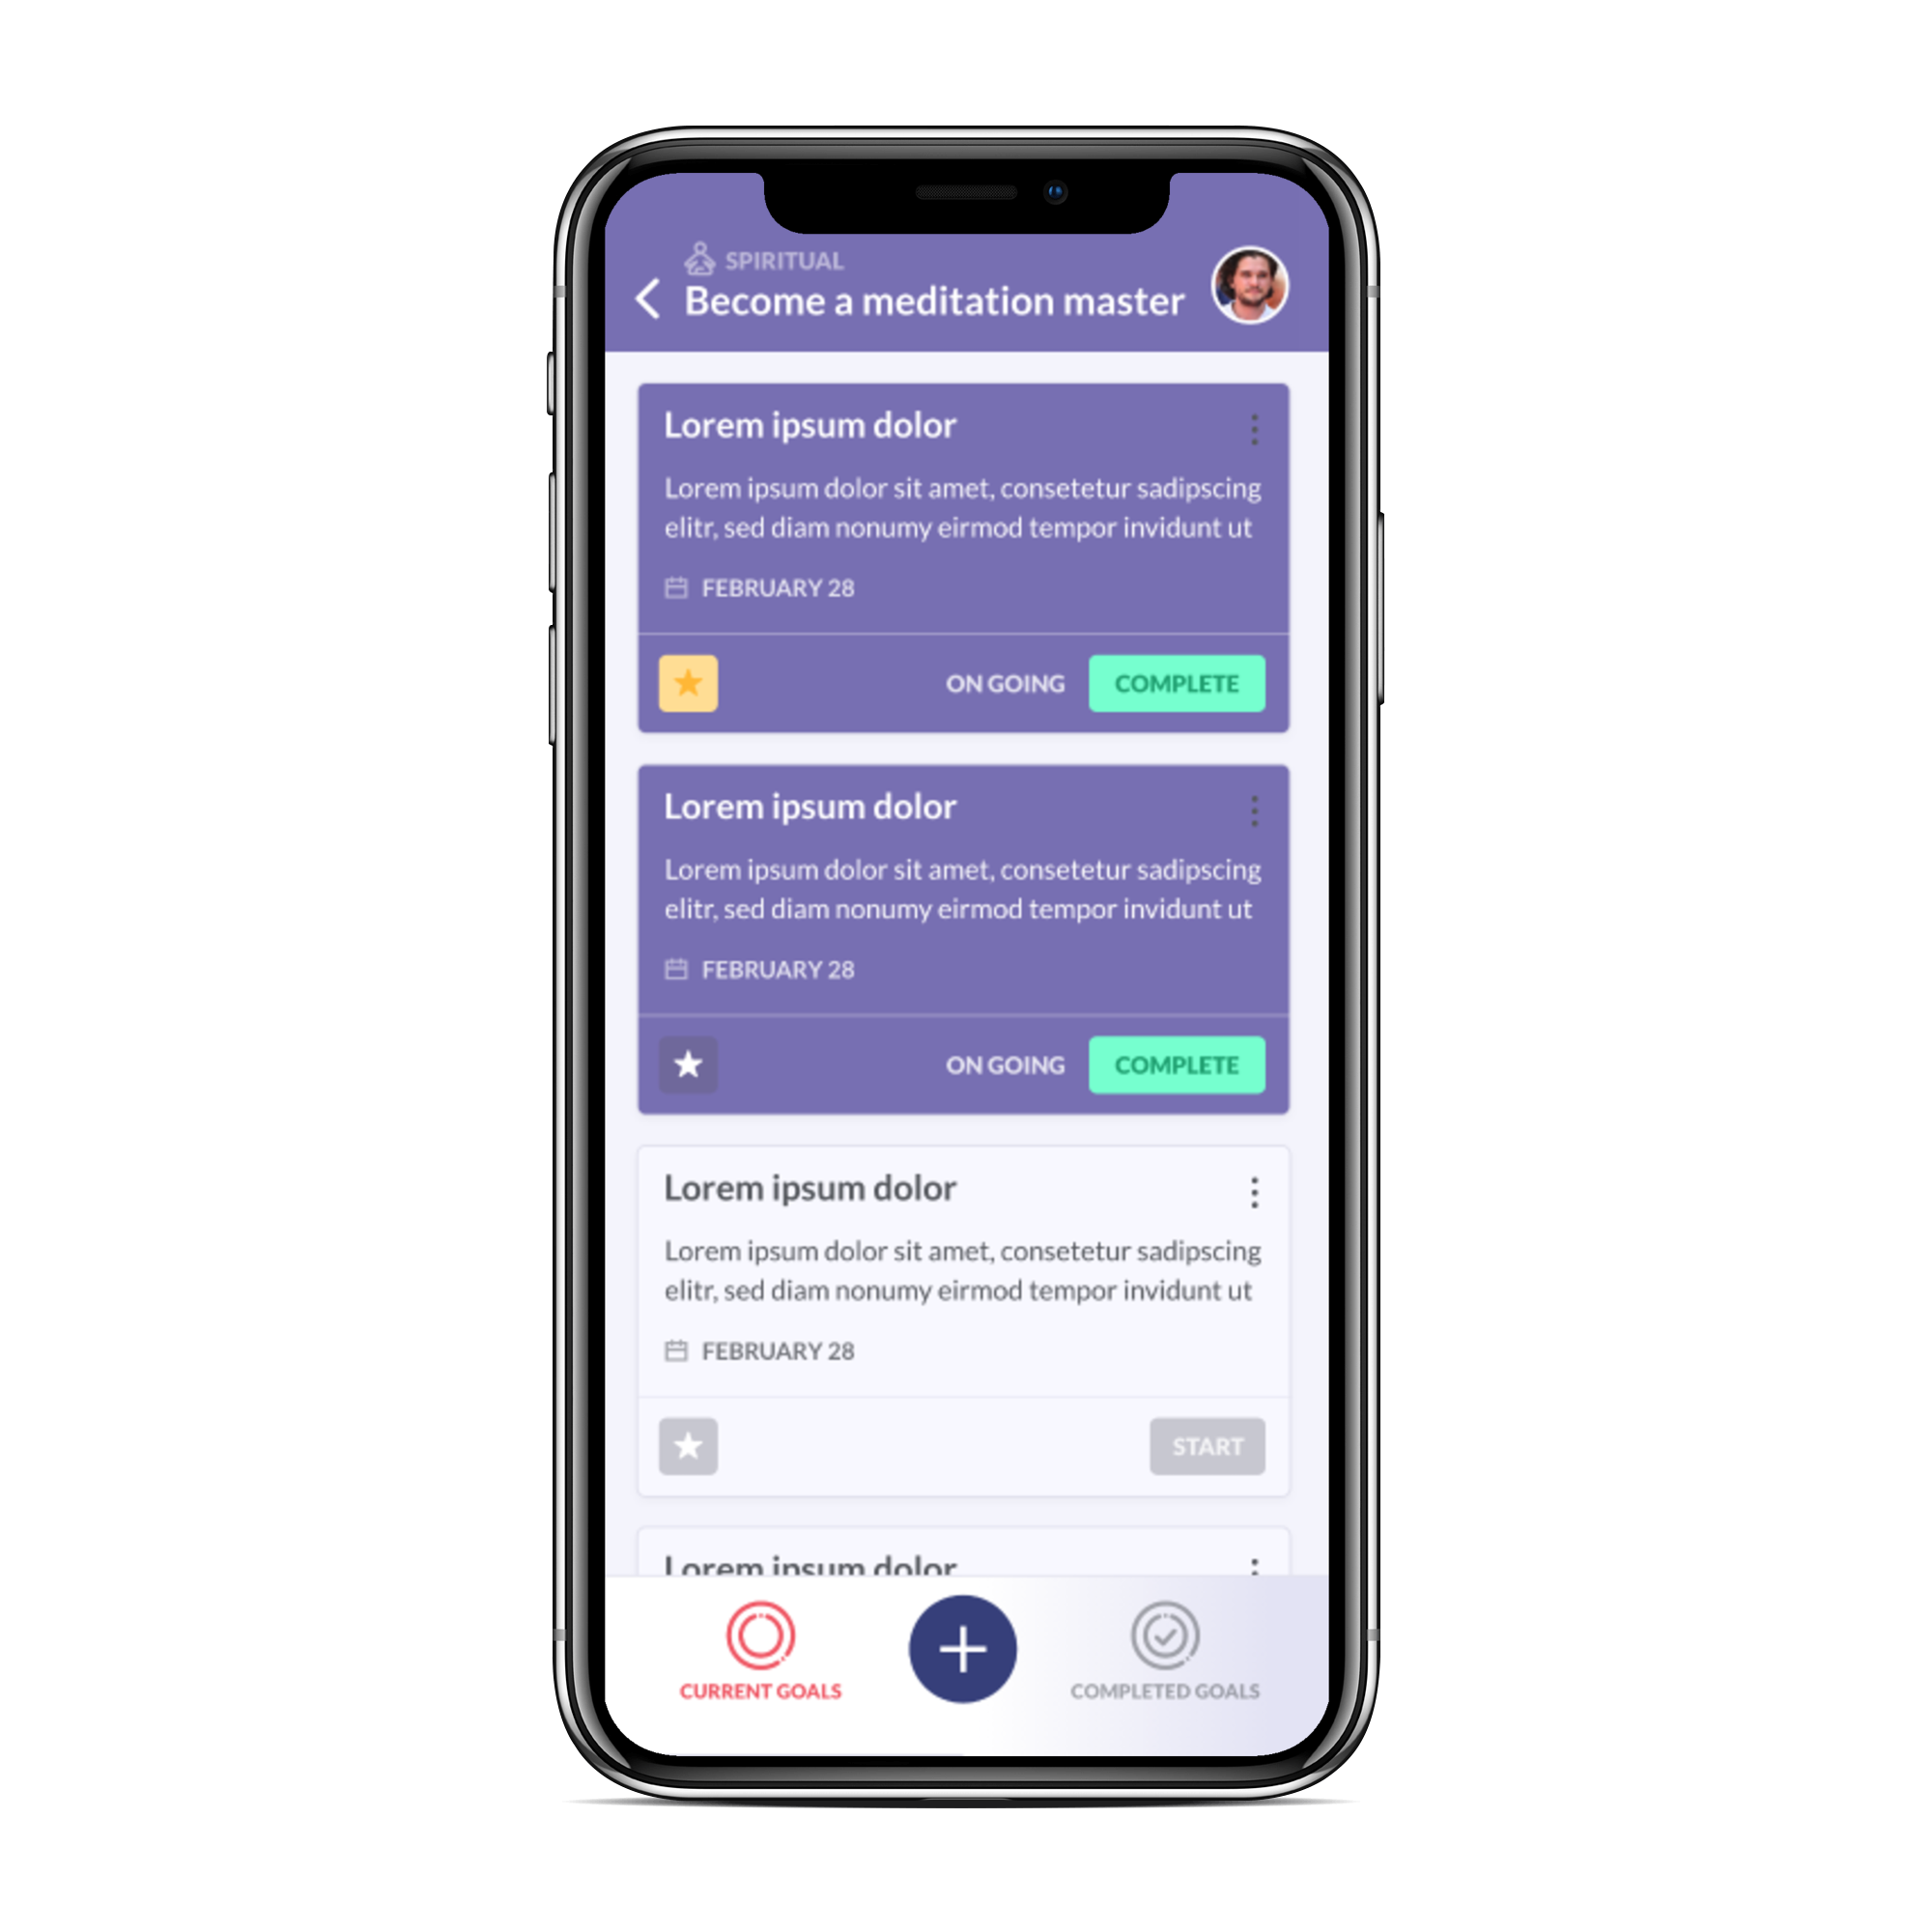 SPIRITUAL
Become a meditation master
Lorem ipsum dolor
Lorem ipsum dolor sit amet, consetetur sadipscing
elitr, sed diam nonumy eirmod tempor invidunt ut
FEBRUARY 28
ON GOING COMPLETE
Lorem ipsum dolor
Lorem ipsum dolor sit amet, consetetur sadipscing
elitr, sed diam nonumy eirmod tempor invidunt ut
FEBRUARY 28
ON GOING COMPLETE
Lorem ipsum dolor
Lorem ipsum dolor sit amet, consetetur sadipscing
elitr, sed diam nonumy eirmod tempor invidunt ut
FEBRUARY 28
START
Lorem ipsum dolor
CURRENT GOALS
COMPLETED GOALS